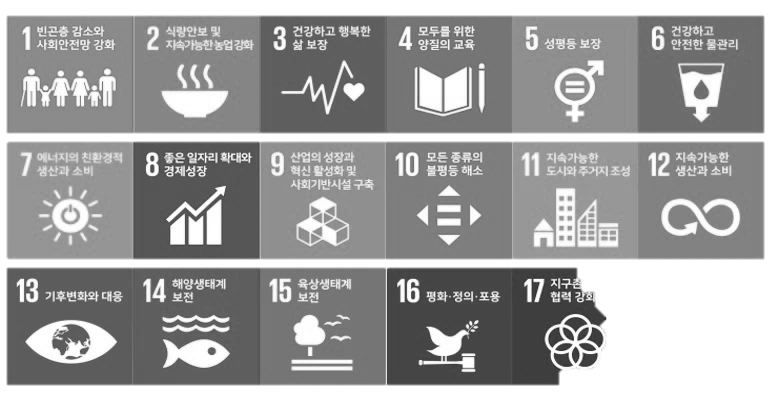 1 빈곤층 감소와
사회안전망 강화
2 식량안보 및
지속가능한 농업 강화
3 건강하고 행복한
삶 보장
4 모두를 위한
양질의 교육
5 성평등 보장
6 건강하고
안전한 물관리
7 에너지의 친환경적
생산과 소비
8 좋은 일자리 확대와
경제성장
9 산업의 성장과
혁신 활성화 및
사회기반시설 구축
10 모든 종류의
불평등 해소
11 지속가능한
도시와 주거지 조성
12 지속가능한
생산과 소비
13 기후변화와 대응
14 해양생태계
보전
15 육상생태계
보전
16 평화·정의·포용
17 지구촌
협력 강화